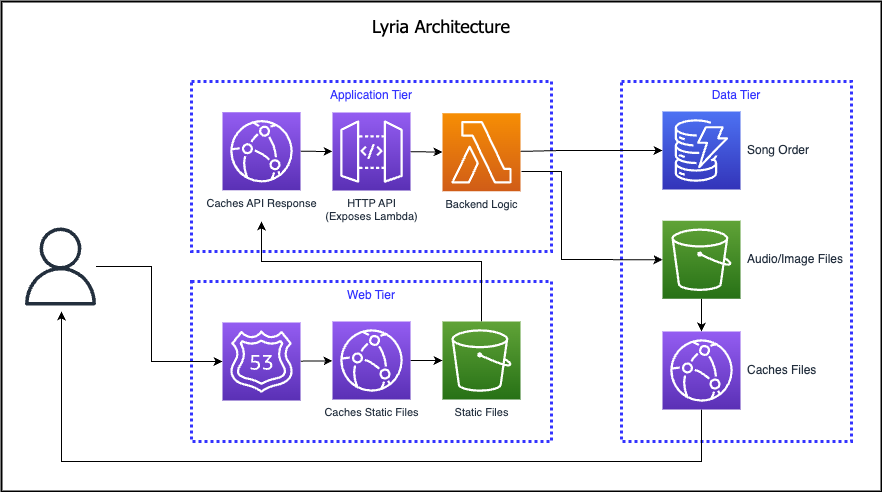 Lyria Architecture
Application Tier
Data Tier
</>
Song Order
Caches API Response
HTTP API
(Exposes Lambda)
Backend Logic
Audio/Image Files
Web Tier
53
Caches Files
Caches Static Files
Static Files